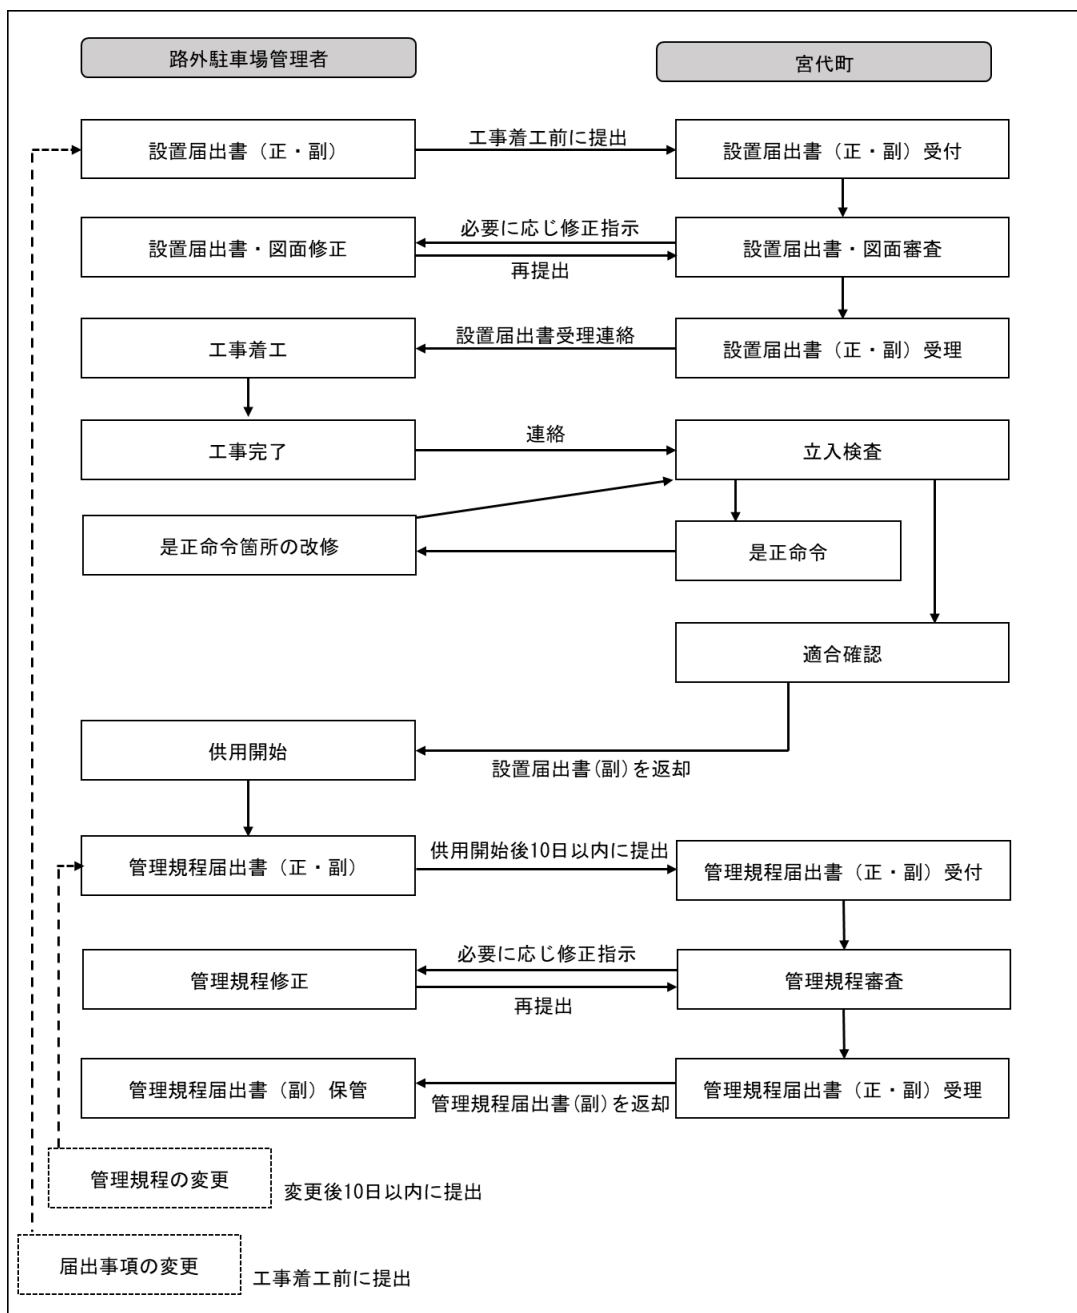 路外駐車場管理者
宮代町
設置届出書（正・副）
工事着工前に提出
設置届出書（正・副）受付
設置届出書・図面修正
必要に応じ修正指示
再提出
設置届出書・図面審査
工事着工
設置届出書受理連絡
設置届出書（正・副）受理
工事完了
連絡
立入検査
是正命令箇所の改修
是正命令
適合確認
供用開始
設置届出書(副)を返却
管理規程届出書（正・副）
供用開始後10日以内に提出
管理規程届出書（正・副）受付
管理規程修正
必要に応じ修正指示
再提出
管理規程審査
管理規程届出書（副）保管
管理規程届出書(副)を返却
管理規程届出書（正・副）受理
管理規程の変更
変更後10日以内に提出
届出事項の変更
工事着工前に提出